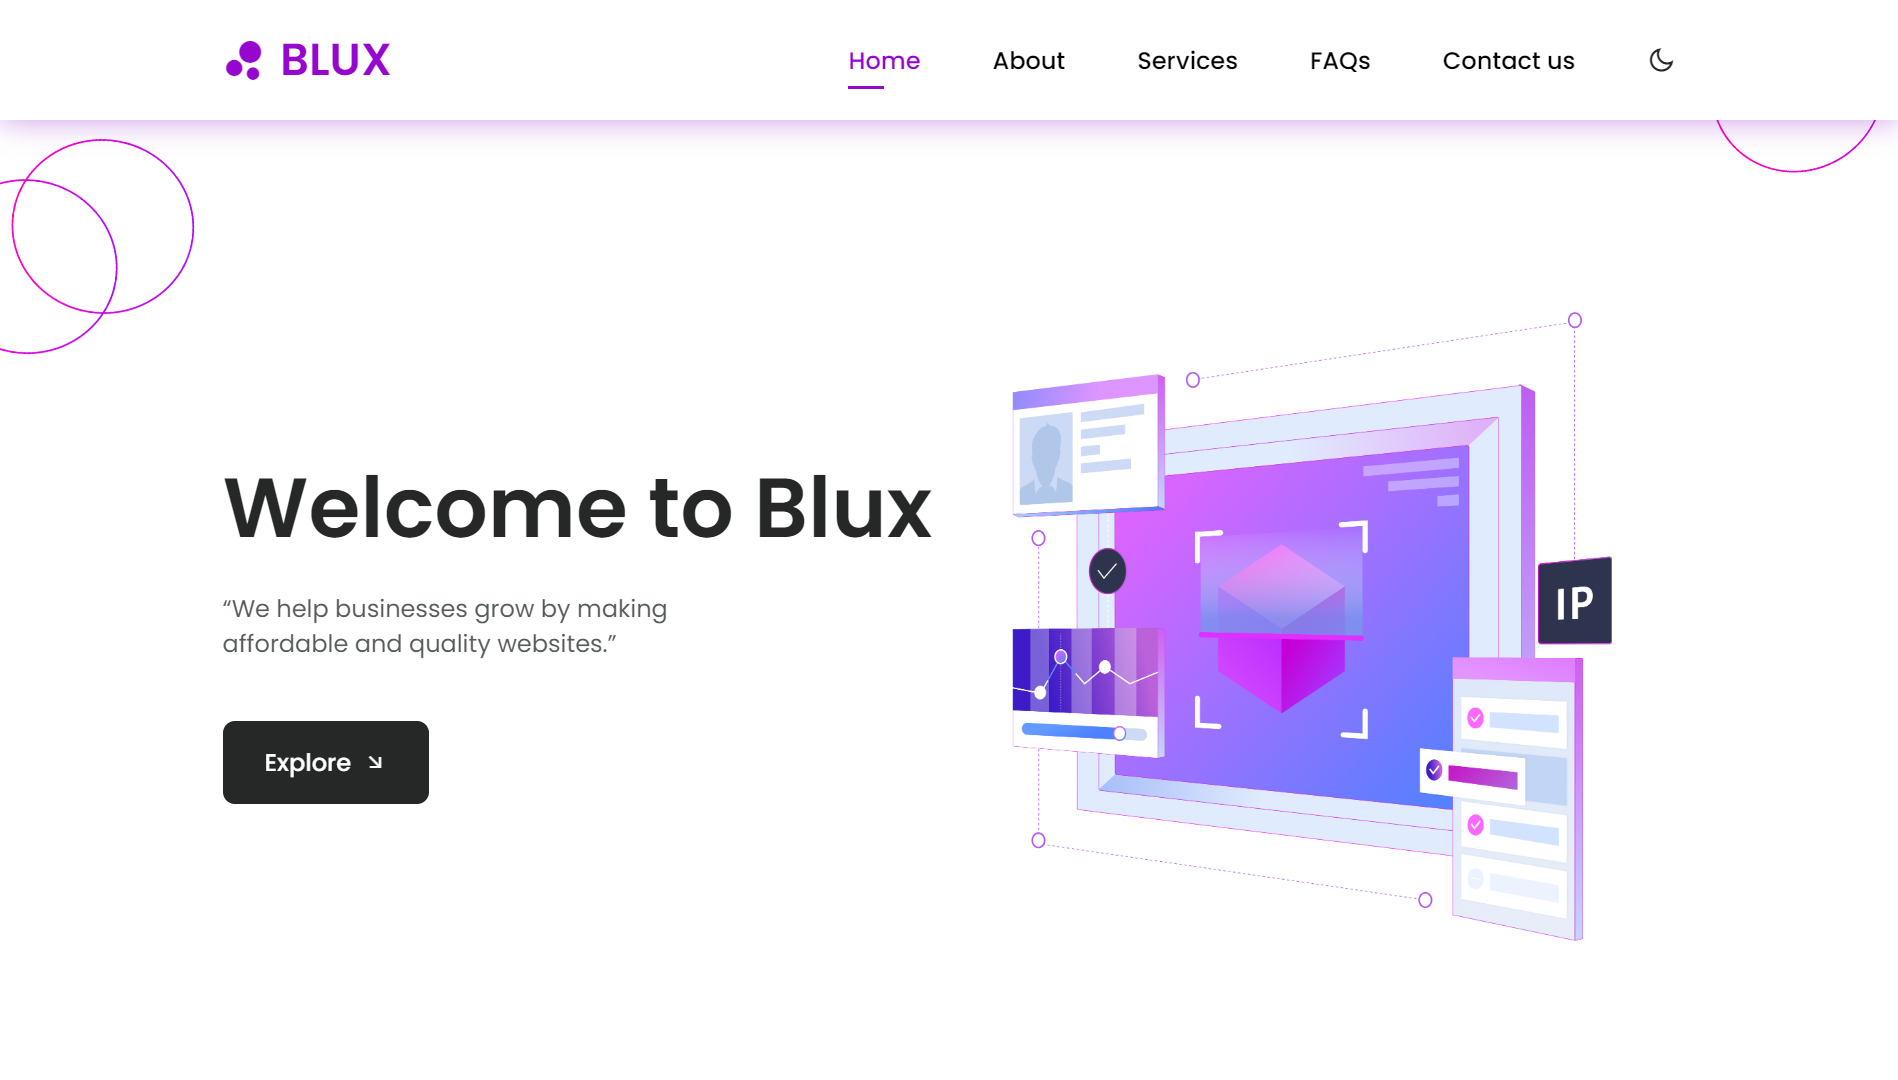 BLUX
Home About Services FAQs Contact us
Welcome to Blux
“We help businesses grow by making
affordable and quality websites.”
Explore
IP